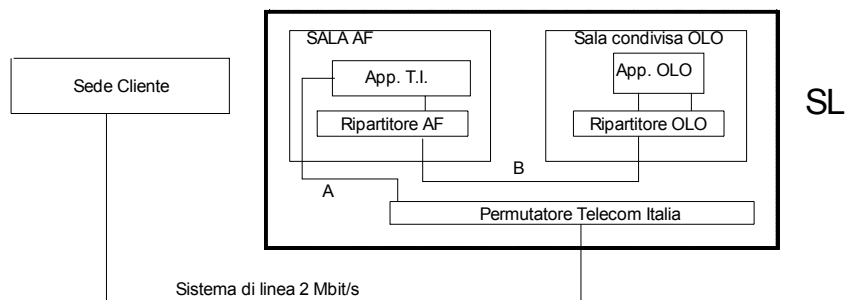 SALA AF
Sala condivisa OLO
Sede Cliente
App. T.I.
App. OLO
SL
Ripartitore AF
Ripartitore OLO
B
A
Permutatore Telecom Italia
Sistema di linea 2 Mbit/s